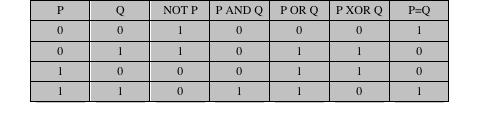 P Q NOT P P AND Q P OR Q P XOR Q P=Q
0 0 1 0 0 0 1
0 1 1 0 1 1 0
1 0 0 0 1 1 0
1 1 0 1 1 0 1